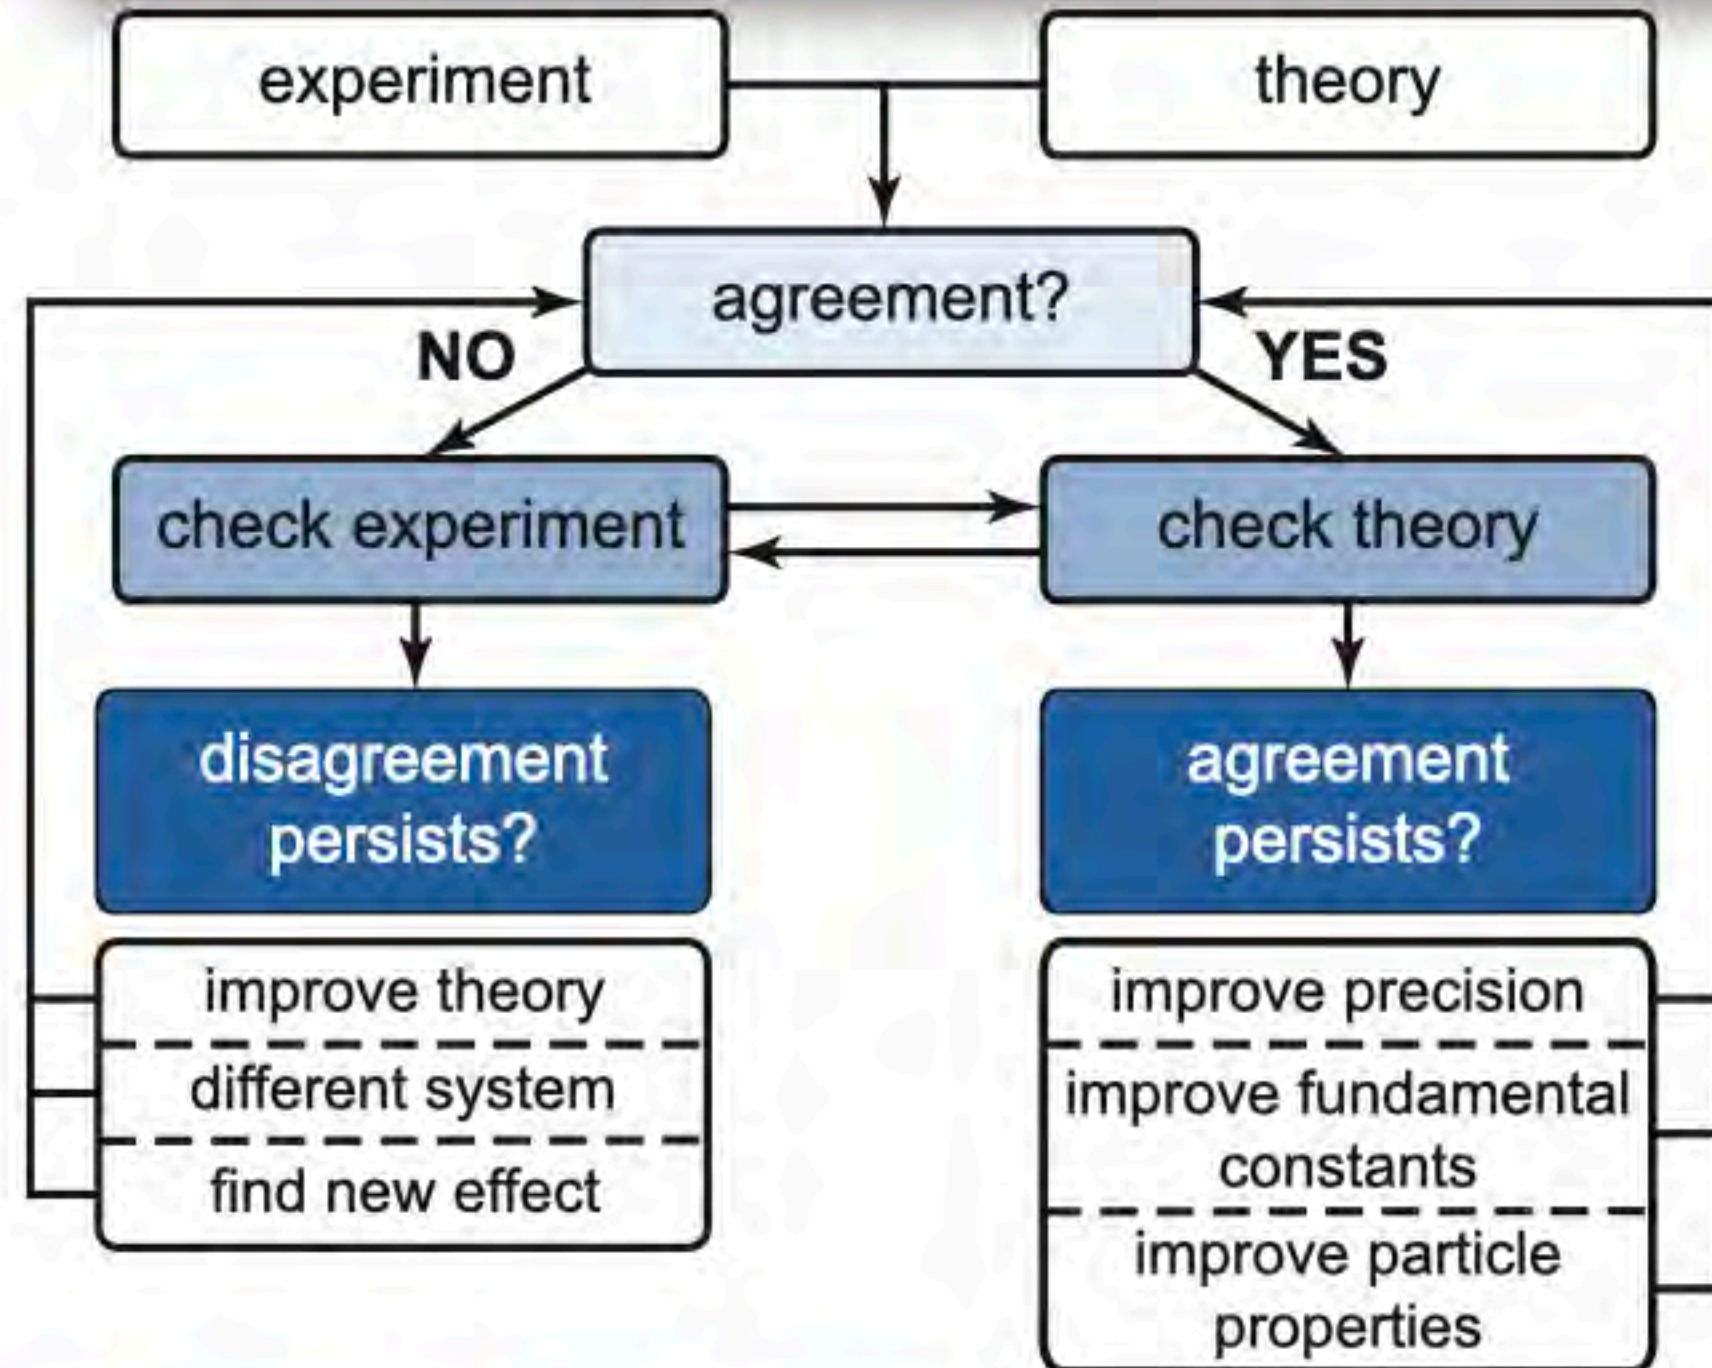 experiment
theory
agreement?
NO
YES
check experiment
check theory
disagreement
persists?
agreement
persists?
improve theory
different system
find new effect
improve precision
improve fundamental
constants
improve particle
properties